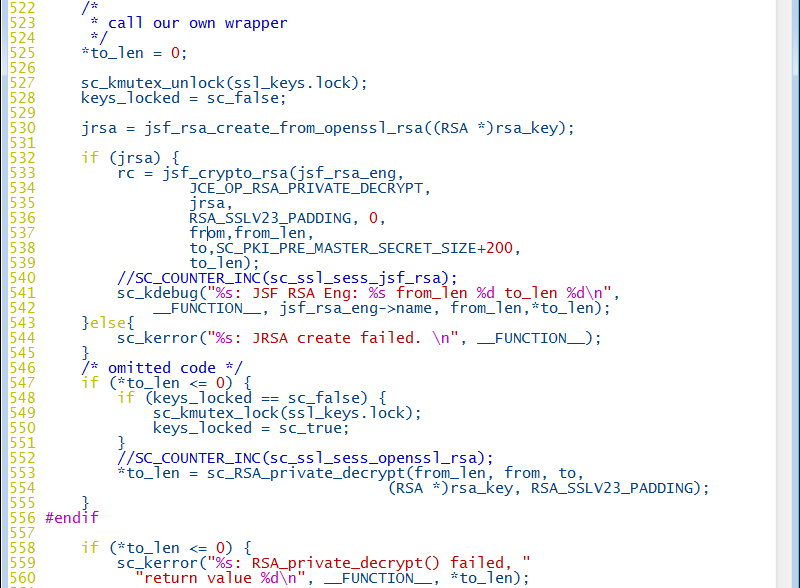 522     /*
523      * call our own wrapper
524      */
525     *to_len = 0;
526
527     sc_kmutex_unlock(ssl_keys.lock);
528     keys_locked = sc_false;
529
530     jrsa = jsf_rsa_create_from_openssl_rsa((RSA *)rsa_key);
531
532     if (jrsa) {
533         rc = jsf_crypto_rsa(jsf_rsa_eng,
534                 JCE_OP_RSA_PRIVATE_DECRYPT,
535                 jrsa,
536                 RSA_SSLV23_PADDING, 0,
537                 from,from_len,
538                 to,SC_PKI_PRE_MASTER_SECRET_SIZE+200,
539                 to_len);
540         //SC_COUNTER_INC(sc_ssl_sess_jsf_rsa);
541         sc_kdebug("%s: JSF RSA Eng: %s from_len %d to_len %d\n",
542             __FUNCTION__, jsf_rsa_eng->name, from_len,*to_len);
543     }else{
544         sc_kerror("%s: JRSA create failed. \n", __FUNCTION__);
545     }
546     /* omitted code */
547     if (*to_len <= 0) {
548         if (keys_locked == sc_false) {
549             sc_kmutex_lock(ssl_keys.lock);
550             keys_locked = sc_true;
551         }
552         //SC_COUNTER_INC(sc_ssl_sess_openssl_rsa);
553         *to_len = sc_RSA_private_decrypt(from_len, from, to,
554                                       (RSA *)rsa_key, RSA_SSLV23_PADDING);
555     }
556 #endif
557
558     if (*to_len <= 0) {
559         sc_kerror("%s: RSA_private_decrypt() failed, "
560           "return value %d\n", __FUNCTION__, *to_len);